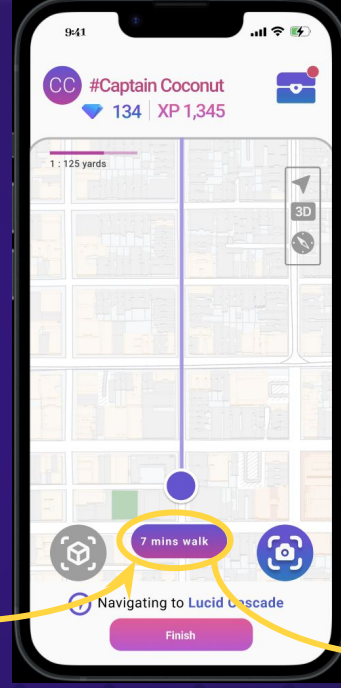 9:41
CC #Captain Coconut
134 XP 1,345
1 : 125 yards
3D
7 mins walk
Navigating to Lucid Cascade
Finish